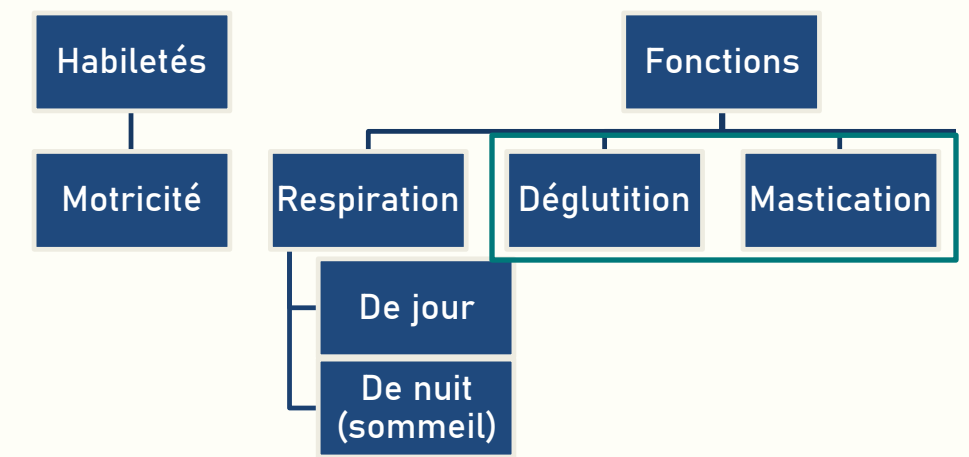 Habiletés
Fonctions
Motricité
Respiration
Déglutition
Mastication
De jour
De nuit
(sommeil)